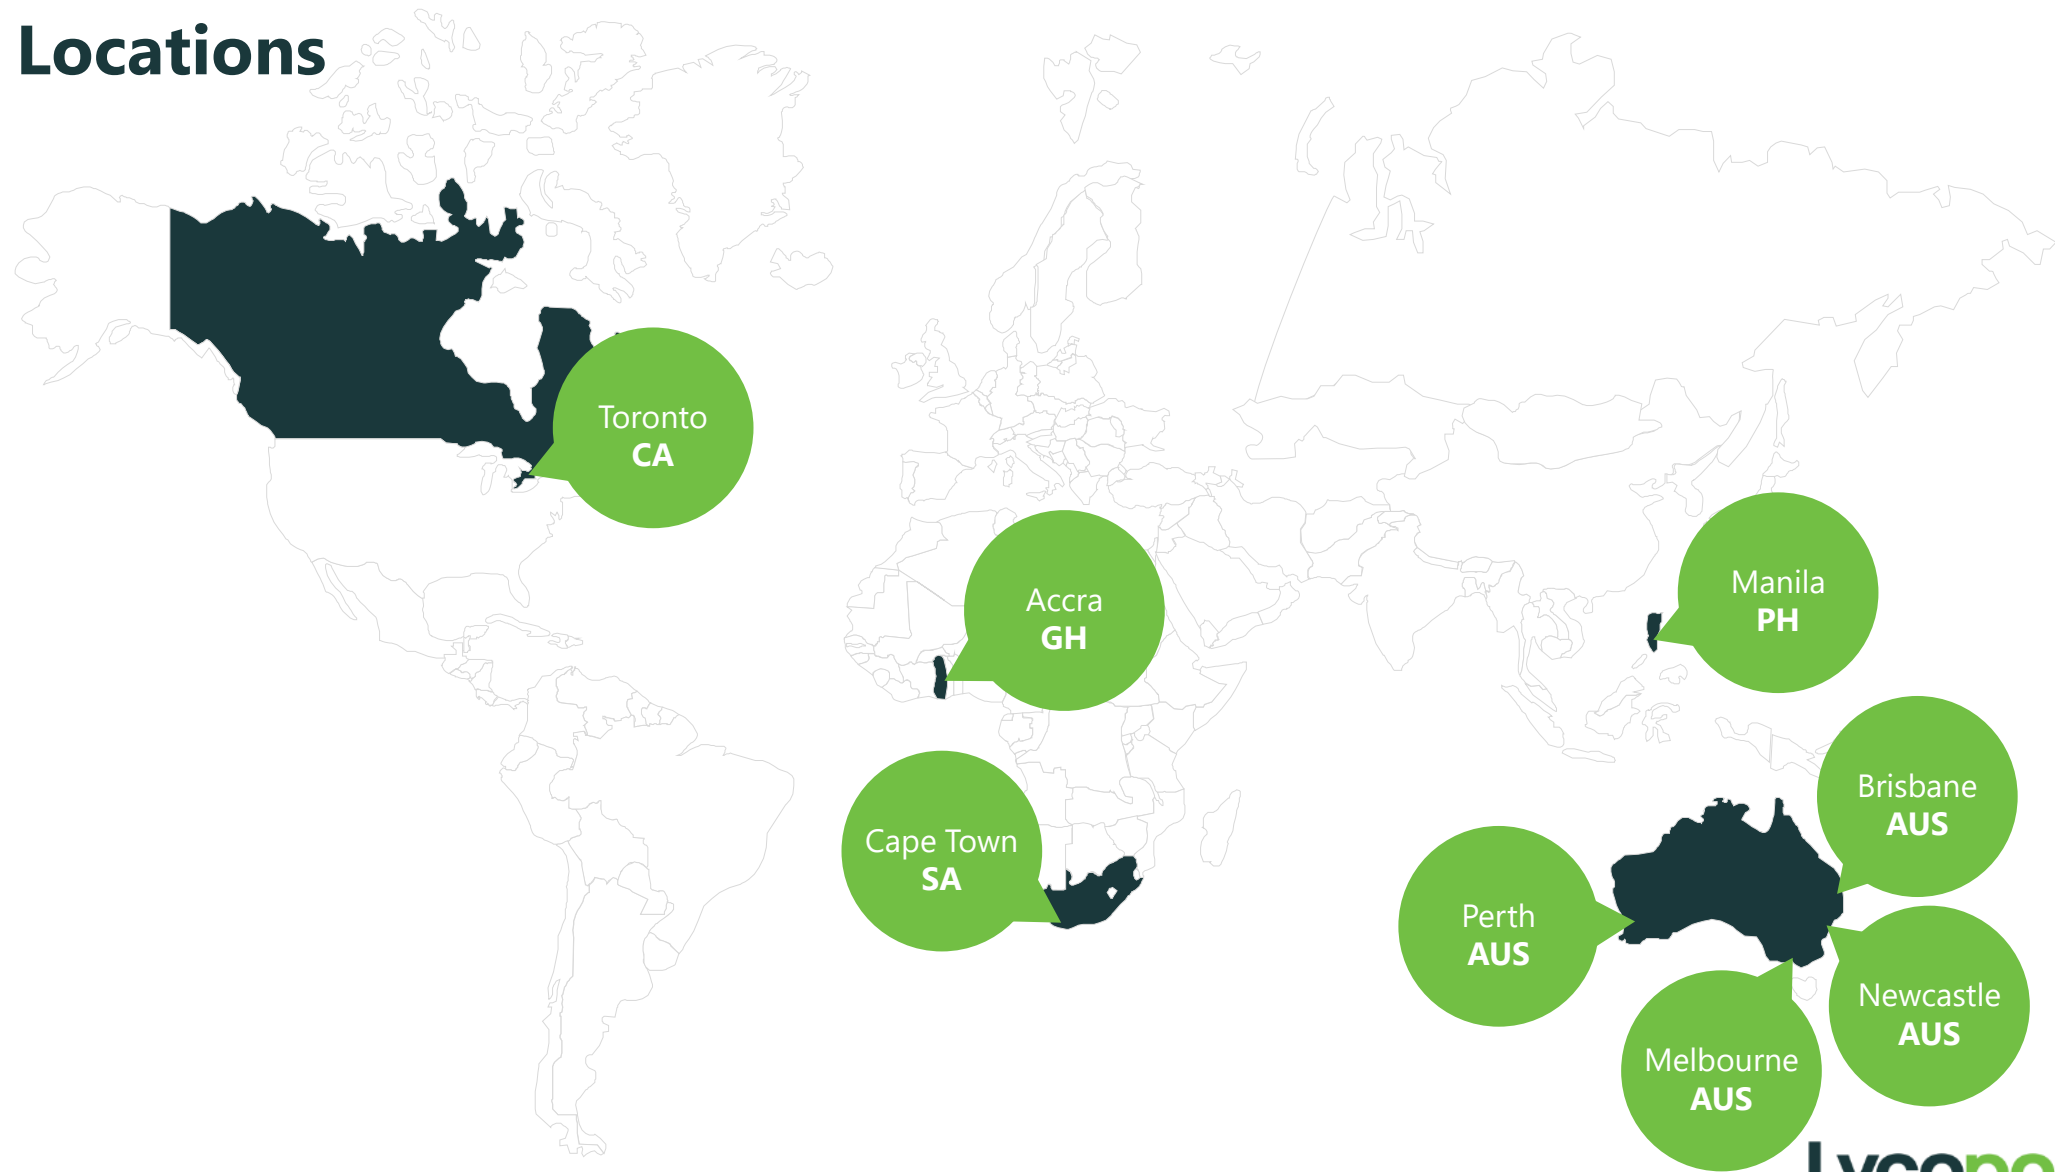 Locations
Toronto
CA
Accra
GH
Manila
PH
Cape Town
SA
Brisbane
AUS
Perth
AUS
Newcastle
AUS
Melbourne
AUS